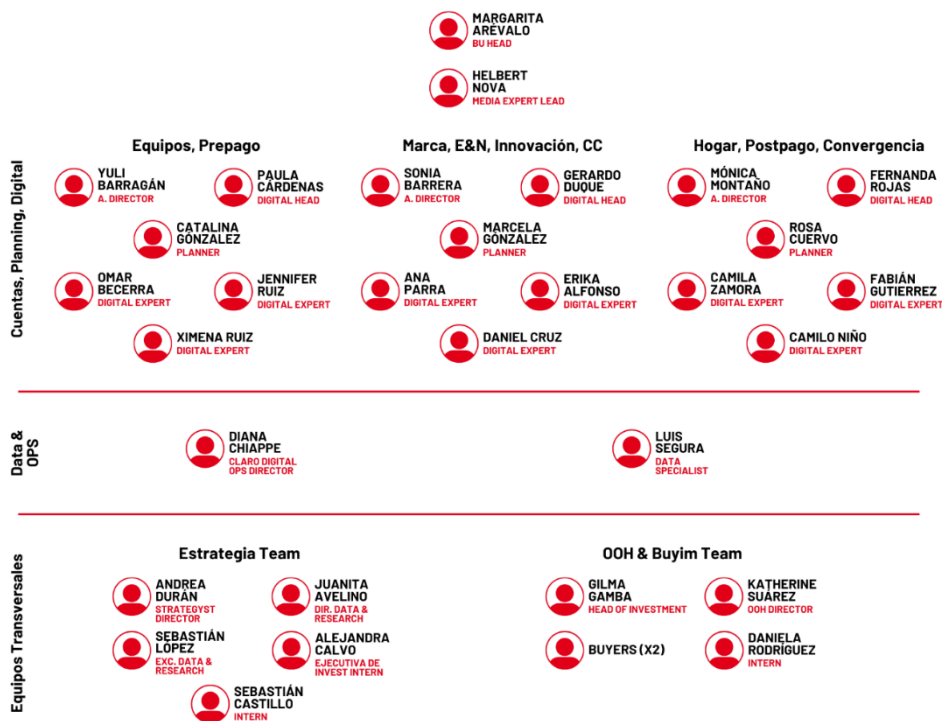 MARGARITA
ARÉVALO
BU HEAD
HELBERT
NOVA
MEDIA EXPERT LEAD
Cuentas, Planning, Digital
Equipos, Prepago
YULI
BARRAGÁN
A. DIRECTOR
PAULA
CÁRDENAS
DIGITAL HEAD
CATALINA
GÓNZALEZ
PLANNER
OMAR
BECERRA
DIGITAL EXPERT
JENNIFER
RUIZ
DIGITAL EXPERT
XIMENA RUIZ
DIGITAL EXPERT
Marca, E&N, Innovación, CC
SONIA
BARRERA
A. DIRECTOR
GERARDO
DUQUE
DIGITAL HEAD
MARCELA
GÓNZALEZ
PLANNER
ANA
PARRA
DIGITAL EXPERT
ERIKA
ALFONSO
DIGITAL EXPERT
DANIEL CRUZ
DIGITAL EXPERT
Hogar, Postpago, Convergencia
MÓNICA
MONTAÑO
A. DIRECTOR
FERNANDA
ROJAS
DIGITAL HEAD
ROSA
CUERVO
PLANNER
CAMILA
ZAMORA
DIGITAL EXPERT
FABIÁN
GUTIERREZ
DIGITAL EXPERT
CAMILO NIÑO
DIGITAL EXPERT
Data &
OPS
DIANA
CHIAPPE
CLARO DIGITAL
OPS DIRECTOR
LUIS
SEGURA
DATA
SPECIALIST
Equipos Transversales
Estrategia Team
ANDREA
DURÁN
STRATEGYST
DIRECTOR
JUANITA
AVELINO
DIR. DATA &
RESEARCH
SEBASTIÁN
LÓPEZ
EXC. DATA &
RESEARCH
ALEJANDRA
CALVO
EJECUTIVA DE
INVEST INTERN
SEBASTIÁN
CASTILLO
INTERN
OOH & Buyim Team
GILMA
GAMBA
HEAD OF INVESTMENT
KATHERINE
SUÁREZ
OOH DIRECTOR
BUYERS (X2)
DANIELA
RODRÍGUEZ
INTERN